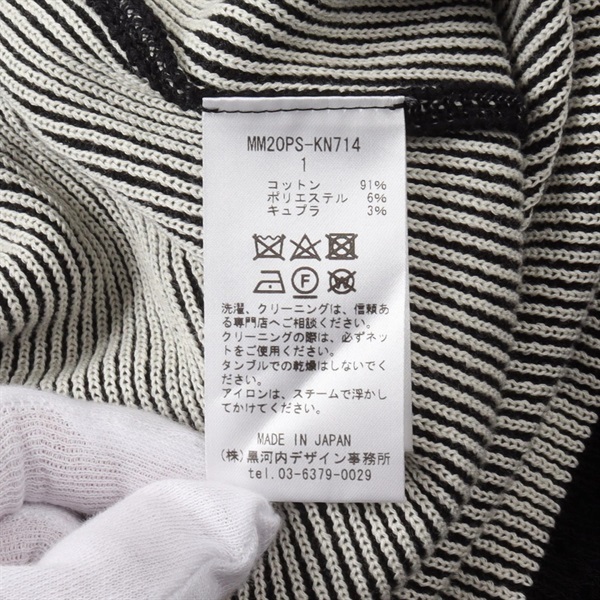 MM20PS-KN714
1
コットン 91%
ポリエステル 6%
キュプラ 3%
洗濯、クリーニングは、信頼あ
る専門店へご相談ください。
クリーニングの際は、必ずネッ
トをご使用ください。
タンブルでの乾燥はしないでく
ださい。
アイロンは、スチームで浮かし
てかけてください。
MADE IN JAPAN
(株)黒河内デザイン事務所
tel.03-6379-0029